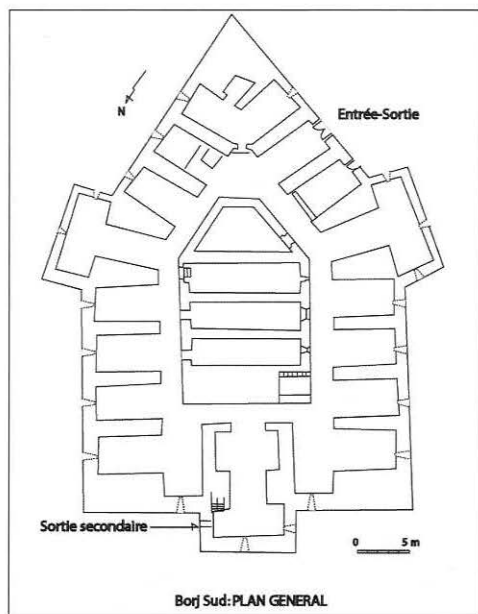 N
Entrée-Sortie
Sortie secondaire
0 5 m
Borj Sud: PLAN GENERAL